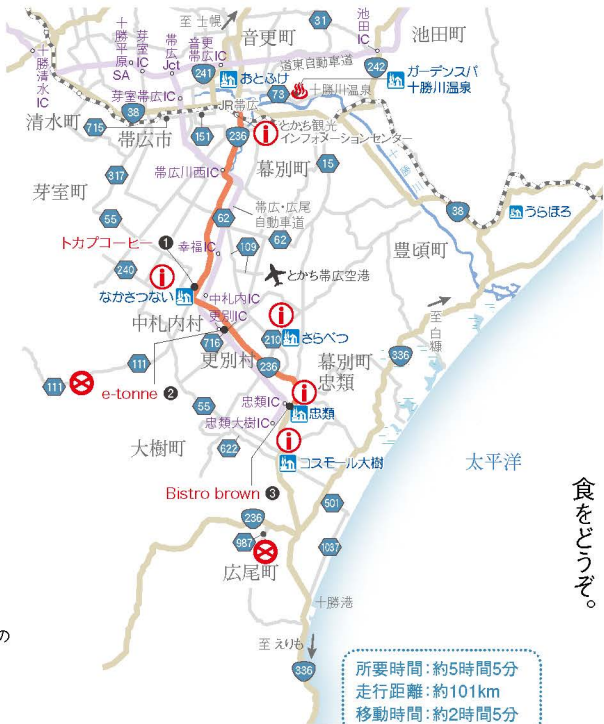 至 士幌
31
池田IC
音更町
池田町
十勝清水IC
十勝平原SA
芽室IC
帯広Jct
音更帯広IC
241
おとふけ
道東自動車道
242
ガーデンスパ
十勝川温泉
73
十勝川温泉
芽室帯広IC
38
JR帯広
清水町
715
帯広市
151
236
とかち観光
インフォメーションセンター
十勝川
帯広川西IC
幕別町
15
317
芽室町
38
うらほろ
55
62
帯広・広尾
自動車道
豊頃町
トカプコーヒー ❶
幸福IC
109
62
240
とかち帯広空港
なかさつない
中札内IC
至 白糠
中札内村
更別IC
210
さらべつ
716
更別村
336
111
236
幕別町
忠類
111
e-tonne ❷
忠類IC
55
忠類
忠類大樹IC
大樹町
622
コスモール大樹
太平洋
Bistro brown ❸
501
236
987
1037
広尾町
十勝港
至 えりも
336
食をどうぞ。
の
所要時間:約5時間5分
走行距離:約101km
移動時間:約2時間5分